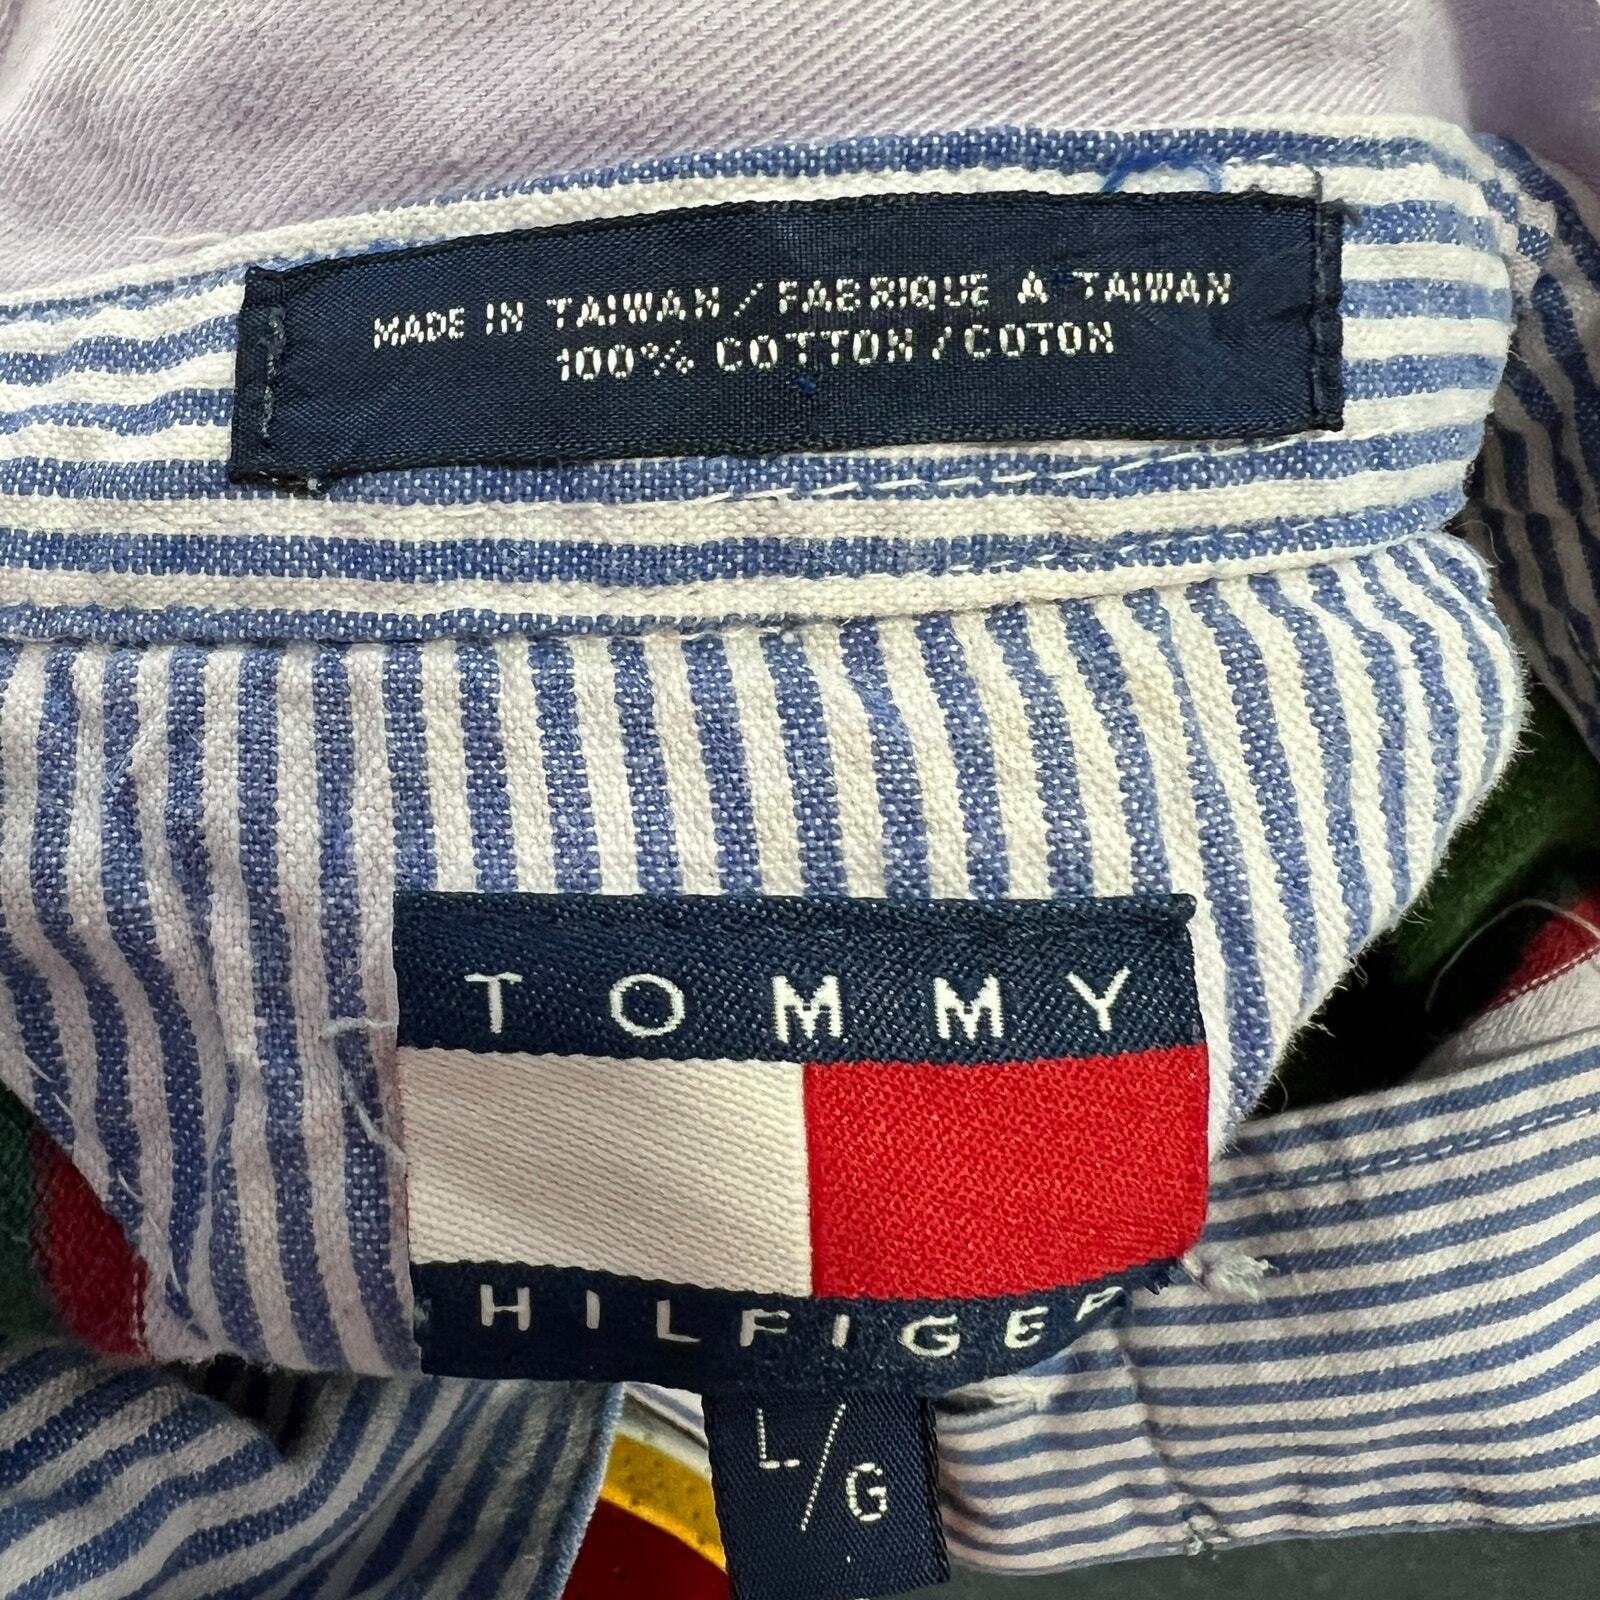 MADE IN TAIWAN / FABRIQUE A TAIWAN
100% COTTON / COTON
TOMMY
HILFIGER
L/G